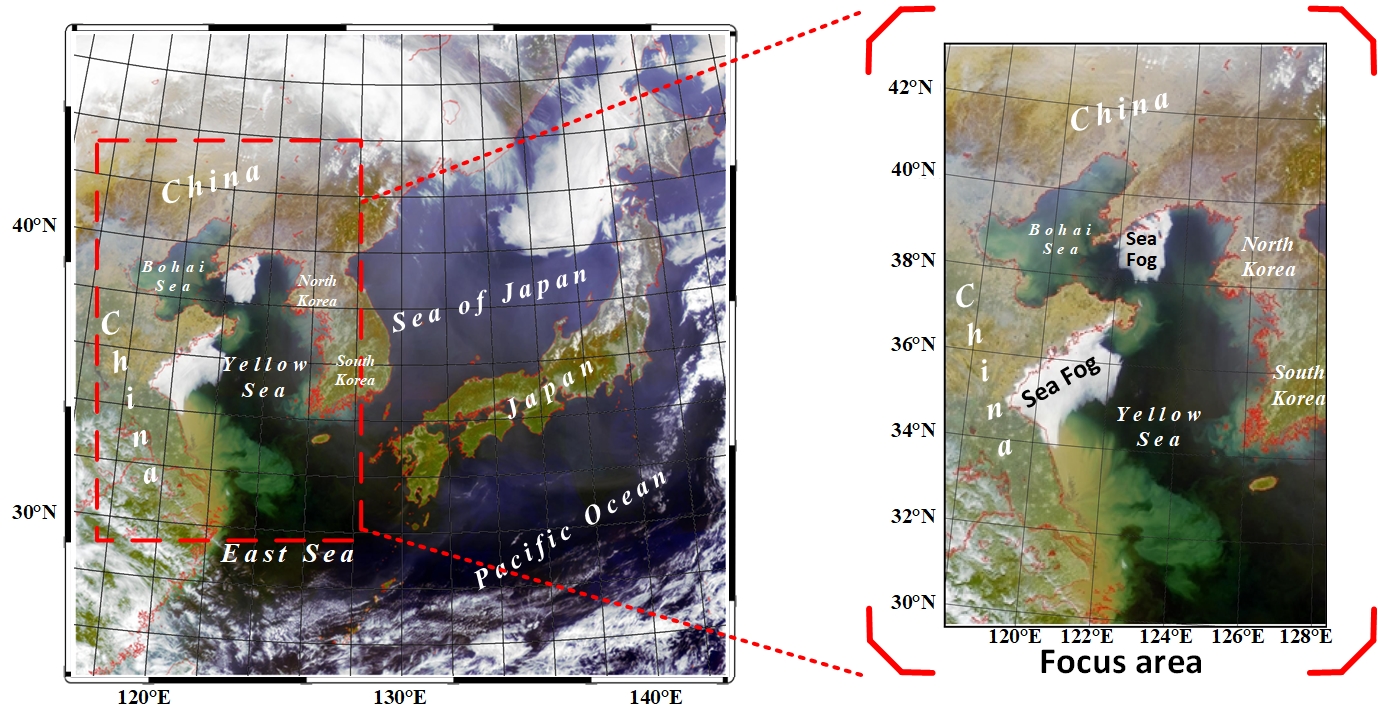 40°N
30°N
120°E
130°E
140°E
China
Bohai
Sea
North
Korea
China
Sea of Japan
Yellow
Sea
South
Korea
Japan
Pacific Ocean
East Sea
42°N
40°N
38°N
36°N
34°N
32°N
30°N
China
Bohai
Sea
Sea
Fog
North
Korea
China
Sea Fog
South
Korea
Yellow
Sea
120°E
122°E
124°E
126°E
128°E
Focus area